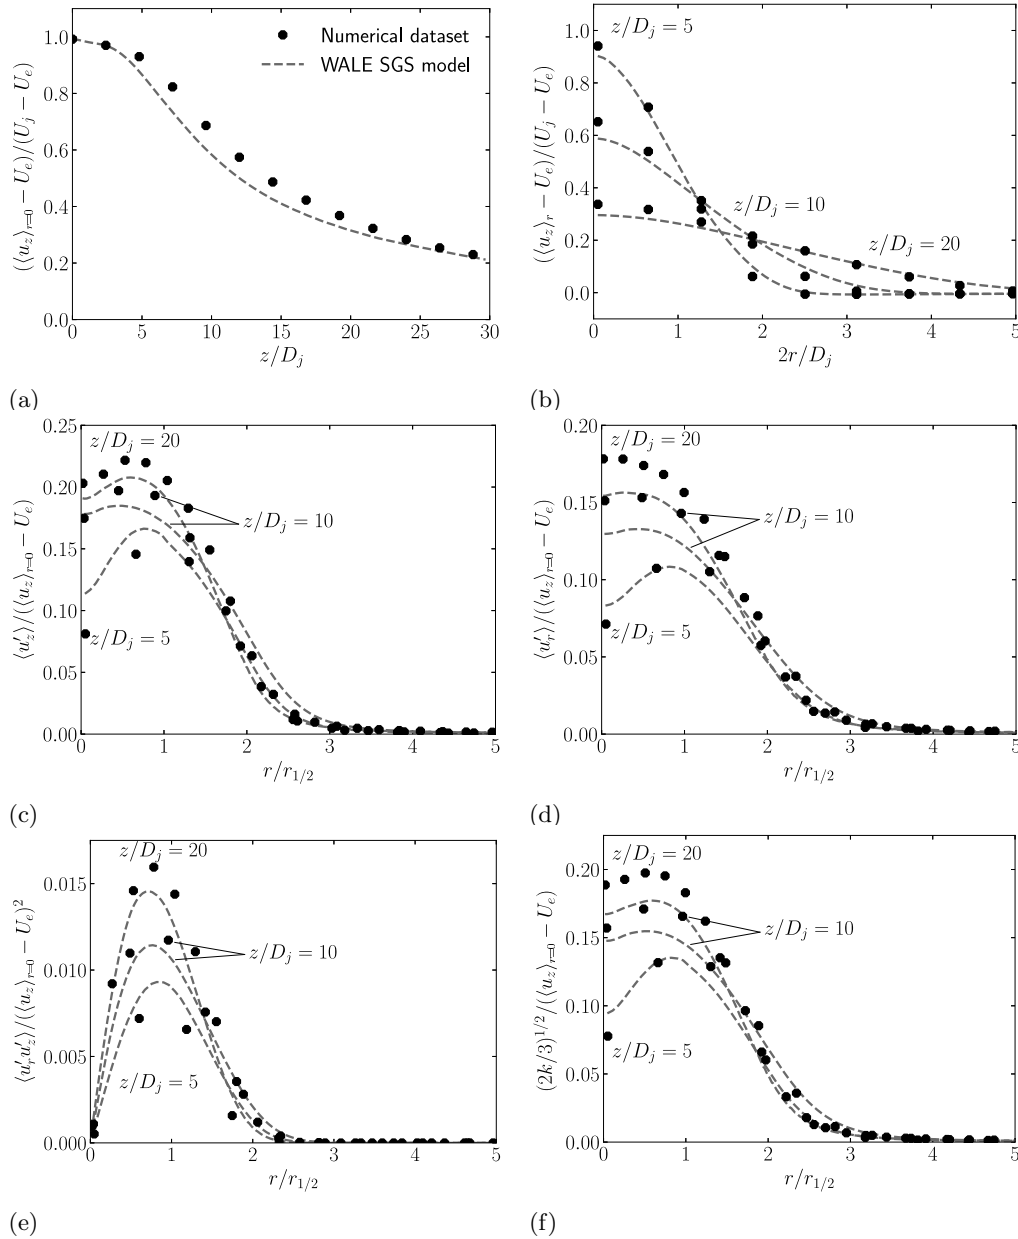 1.0
0.8
0.6
0.4
0.2
0.0
0
5
10
15
20
25
30
(⟨u_z⟩_{r=0} − U_e)/(U_j − U_e)
z/D_j
Numerical dataset
WALE SGS model
(a)
z/D_j = 5
z/D_j = 10
z/D_j = 20
1.0
0.8
0.6
0.4
0.2
0.0
0
1
2
3
4
5
(⟨u_z⟩_r − U_e)/(U_j − U_e)
2r/D_j
(b)
0.25
0.20
0.15
0.10
0.05
0.00
0
1
2
3
4
5
z/D_j = 20
z/D_j = 10
z/D_j = 5
⟨u′_z⟩/(⟨u_z⟩_{r=0} − U_e)
r/r_{1/2}
(c)
0.20
0.15
0.10
0.05
0.00
0
1
2
3
4
5
z/D_j = 20
z/D_j = 10
z/D_j = 5
⟨u′_r⟩/(⟨u_z⟩_{r=0} − U_e)
r/r_{1/2}
(d)
0.015
0.010
0.005
0.000
0
1
2
3
4
5
z/D_j = 20
z/D_j = 10
z/D_j = 5
⟨u′_r u′_z⟩/(⟨u_z⟩_{r=0} − U_e)^2
r/r_{1/2}
(e)
0.20
0.15
0.10
0.05
0.00
0
1
2
3
4
5
z/D_j = 20
z/D_j = 10
z/D_j = 5
(2k/3)^{1/2}/(⟨u_z⟩_{r=0} − U_e)
r/r_{1/2}
(f)